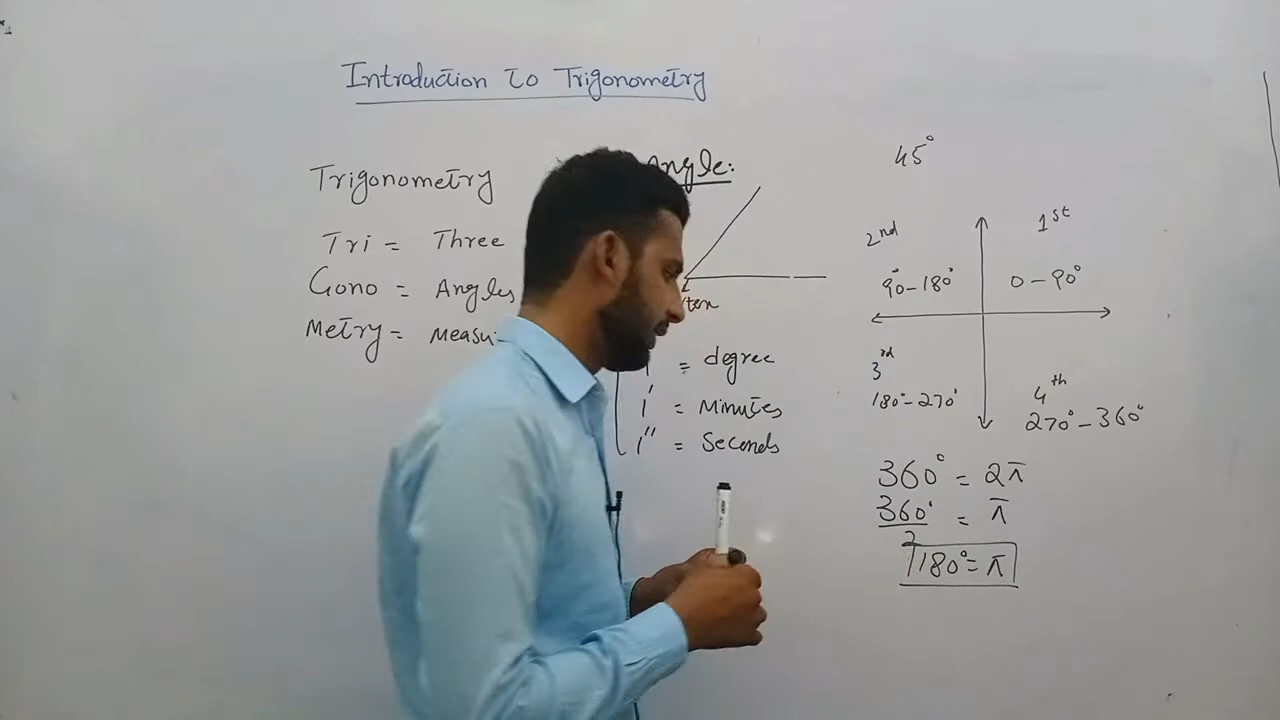 Introduction to Trigonometry
Trigonometry
Tri = Three
Gono = Angles
Metry = Measu
Angle:
= degree
1' = Minutes
1" = Seconds
45°
2nd
1st
90°-180°
0-90°
3rd
180°-270°
4th
270°-360°
360° = 2π
360°/2 = π
180° = π